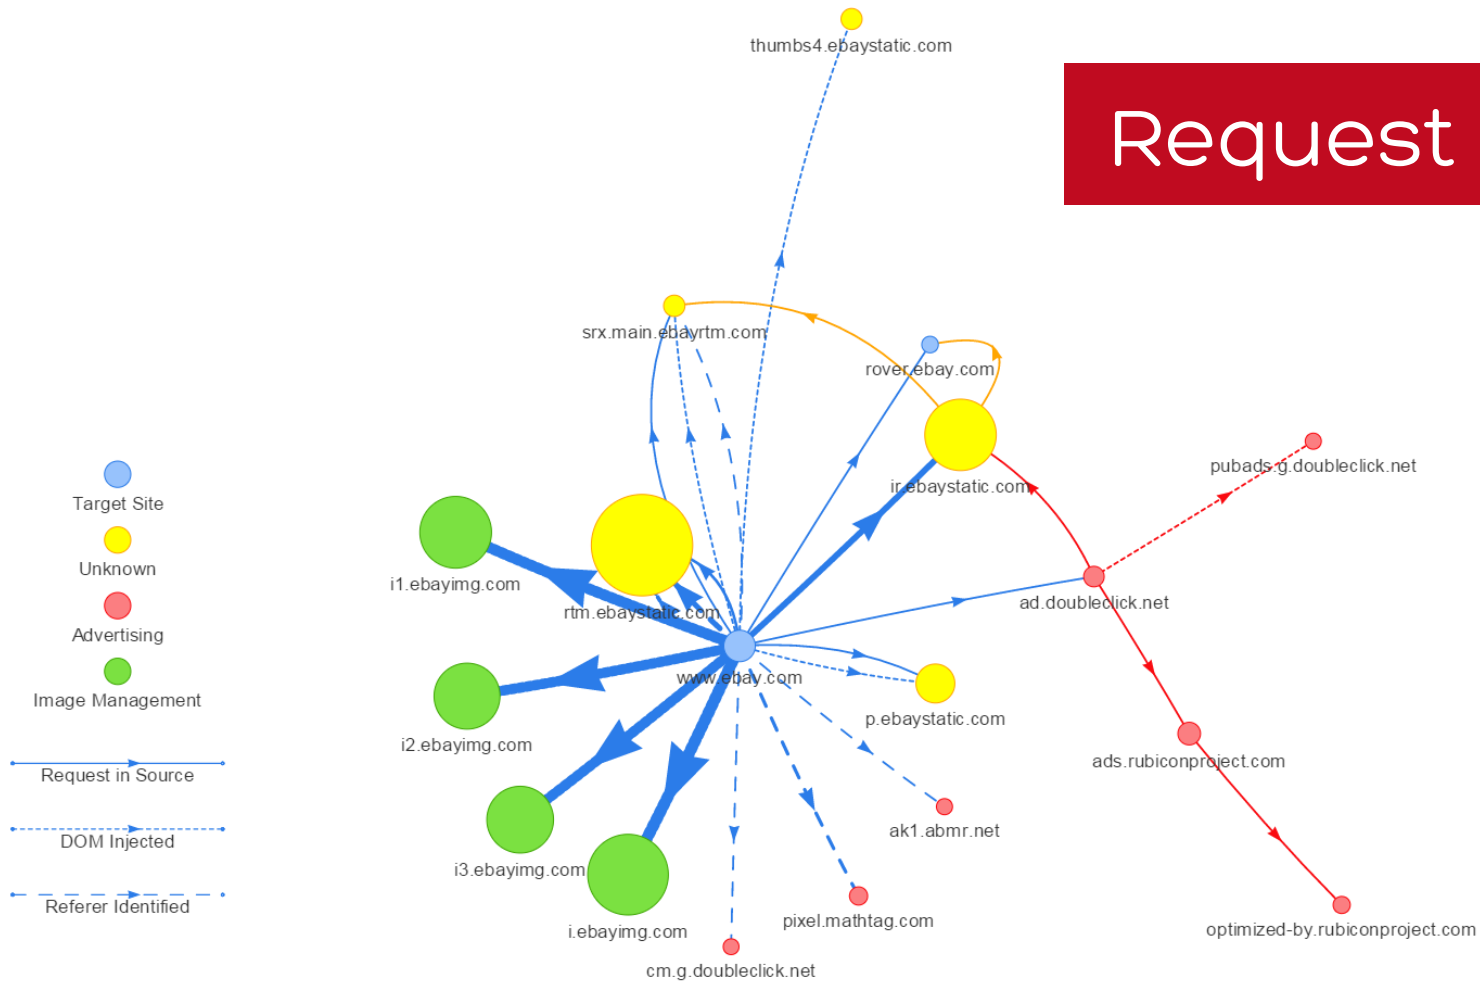 thumbs4.ebaystatic.com
Request
srx.main.ebayrtm.com
rover.ebay.com
pubads.g.doubleclick.net
ir.ebaystatic.com
Target Site
Unknown
i1.ebayimg.com
rtm.ebaystatic.com
ad.doubleclick.net
Advertising
www.ebay.com
Image Management
p.ebaystatic.com
i2.ebayimg.com
ads.rubiconproject.com
Request in Source
ak1.abmr.net
DOM Injected
i3.ebayimg.com
Referer Identified
pixel.mathtag.com
i.ebayimg.com
optimized-by.rubiconproject.com
cm.g.doubleclick.net